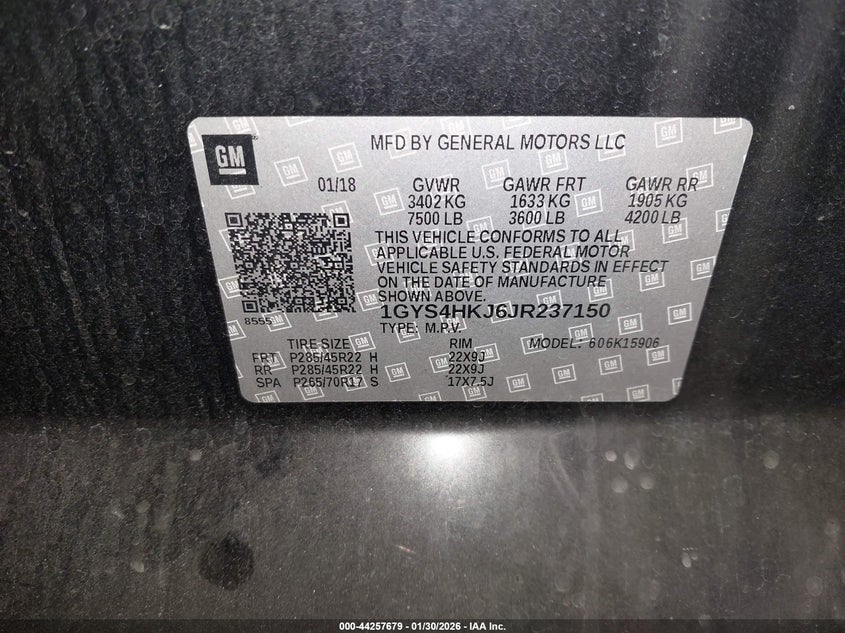 GM
MFD BY GENERAL MOTORS LLC
01/18 GVWR GAWR FRT GAWR RR
3402 KG 1633 KG 1905 KG
7500 LB 3600 LB 4200 LB
THIS VEHICLE CONFORMS TO ALL
APPLICABLE U.S. FEDERAL MOTOR
VEHICLE SAFETY STANDARDS IN EFFECT
ON THE DATE OF MANUFACTURE
SHOWN ABOVE.
1GYS4HKJ6JR237150
8555 TYPE: M.P.V.
TIRE SIZE RIM MODEL: 606K15906
FRT P285/45R22 H 22X9J
RR P285/45R22 H 22X9J
SPA P265/70R17 S 17X7.5J
000-44257679 — 01/30/2026 — IAA Inc.